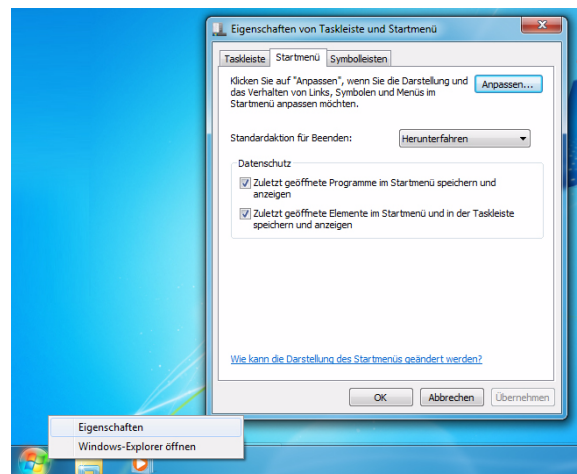 Eigenschaften von Taskleiste und Startmenü
Taskleiste Startmenü Symbolleisten
Klicken Sie auf "Anpassen", wenn Sie die Darstellung und
das Verhalten von Links, Symbolen und Menüs im
Startmenü anpassen möchten.
Anpassen...
Standardaktion für Beenden: Herunterfahren
Datenschutz
Zuletzt geöffnete Programme im Startmenü speichern und
anzeigen
Zuletzt geöffnete Elemente im Startmenü und in der Taskleiste
speichern und anzeigen
Wie kann die Darstellung des Startmenüs geändert werden?
OK Abbrechen Übernehmen
Eigenschaften
Windows-Explorer öffnen